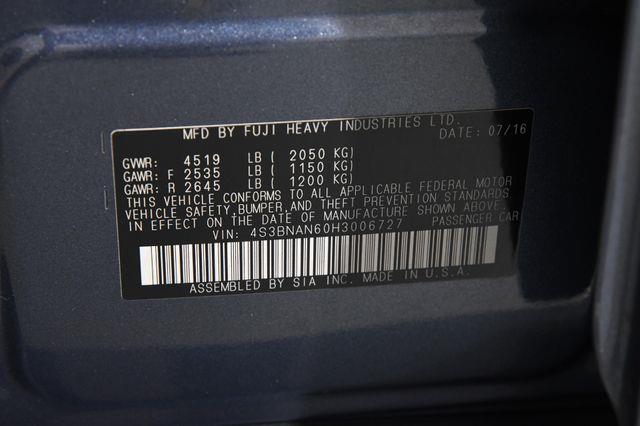 MFD BY FUJI HEAVY INDUSTRIES LTD.
DATE: 07/16
GVWR: 4519 LB ( 2050 KG)
GAWR: F 2535 LB ( 1150 KG)
GAWR: R 2645 LB ( 1200 KG)
THIS VEHICLE CONFORMS TO ALL APPLICABLE FEDERAL MOTOR
VEHICLE SAFETY,BUMPER,AND THEFT PREVENTION STANDARDS
IN EFFECT ON THE DATE OF MANUFACTURE SHOWN ABOVE.
VIN: 4S3BNAN60H3006727 PASSENGER CAR
ASSEMBLED BY SIA INC. MADE IN U.S.A.